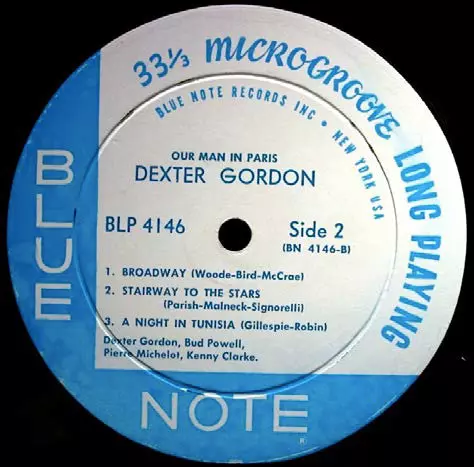 33⅓ MICROGROOVE LONG PLAYING
BLUE NOTE RECORDS INC • NEW YORK USA
OUR MAN IN PARIS
DEXTER GORDON
BLP 4146
Side 2
(BN 4146-B)
1. BROADWAY (Woode-Bird-McCrae)
2. STAIRWAY TO THE STARS
(Parish-Malneck-Signorelli)
3. A NIGHT IN TUNISIA (Gillespie-Robin)
Dexter Gordon, Bud Powell,
Pierre Michelot, Kenny Clarke.
BLUE
NOTE